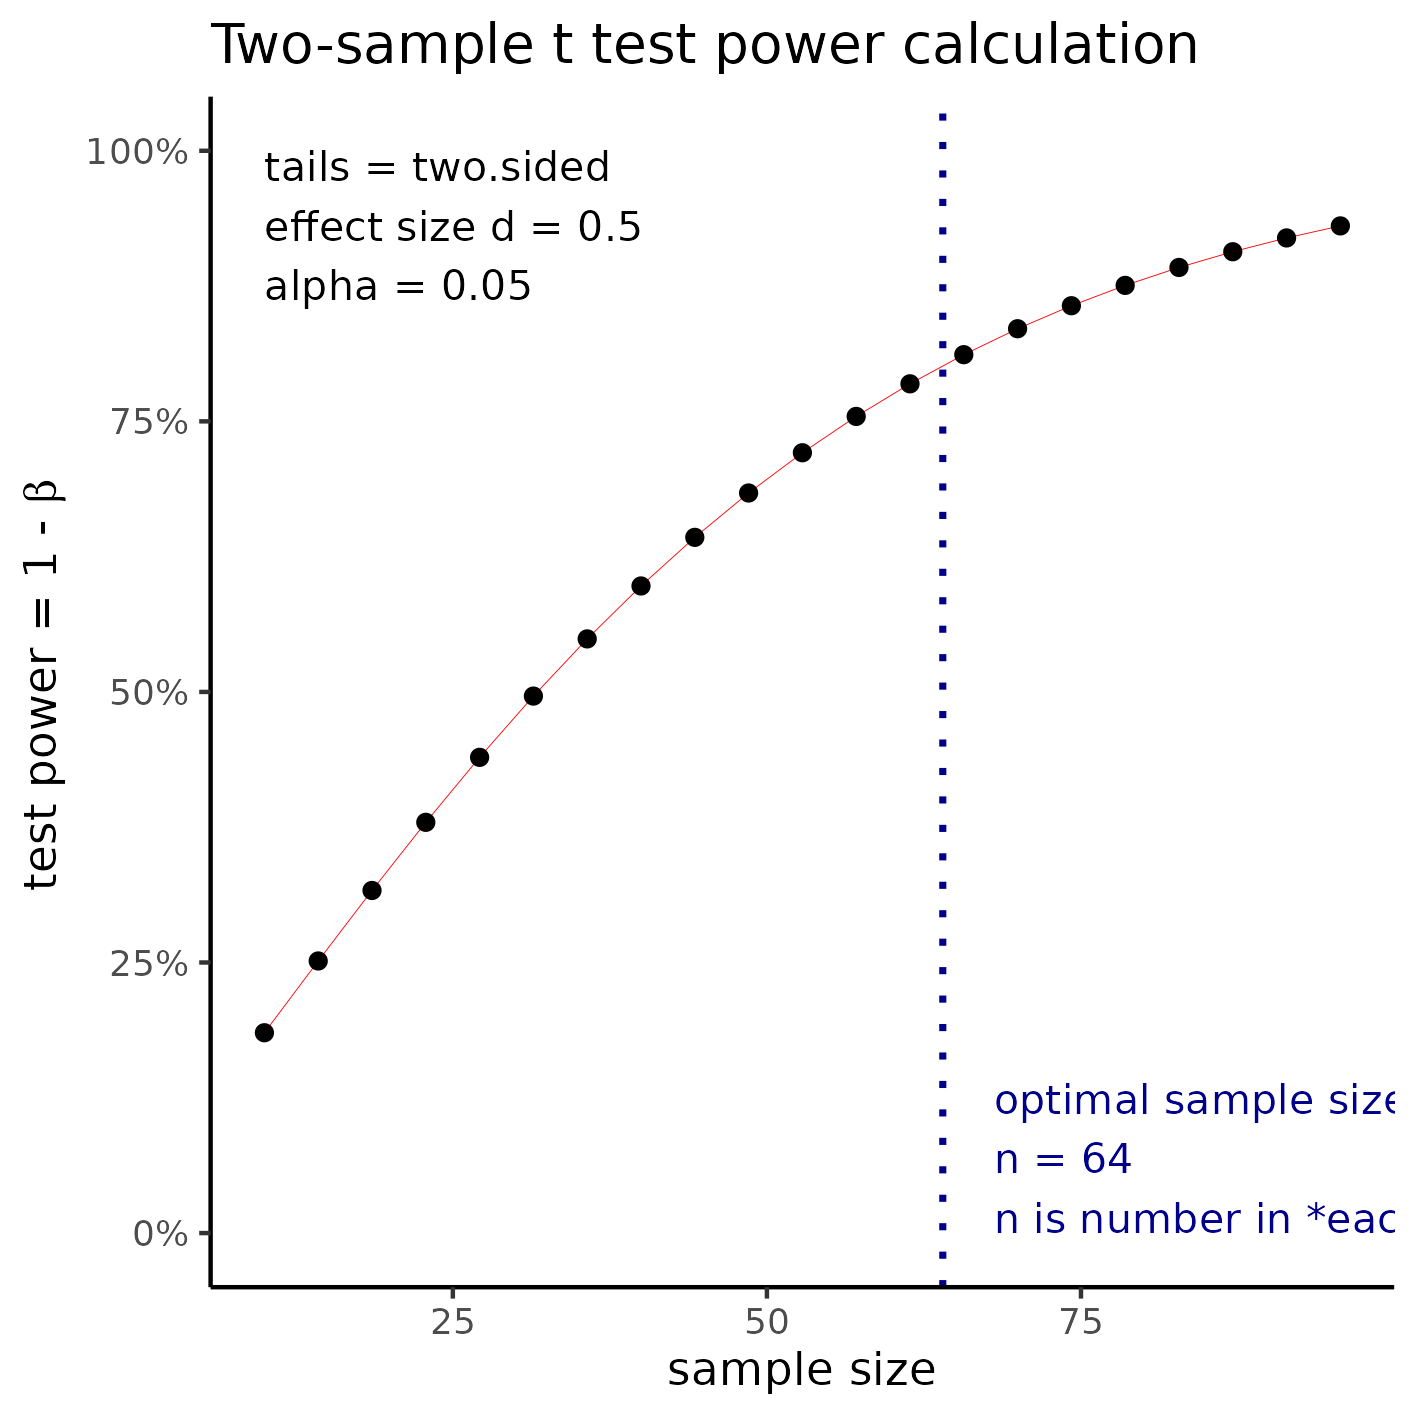 Two-sample t test power calculation
tails = two.sided
effect size d = 0.5
alpha = 0.05
100%
75%
50%
25%
0%
test power = 1 - β
optimal sample size
n = 64
n is number in
25
50
75
sample size